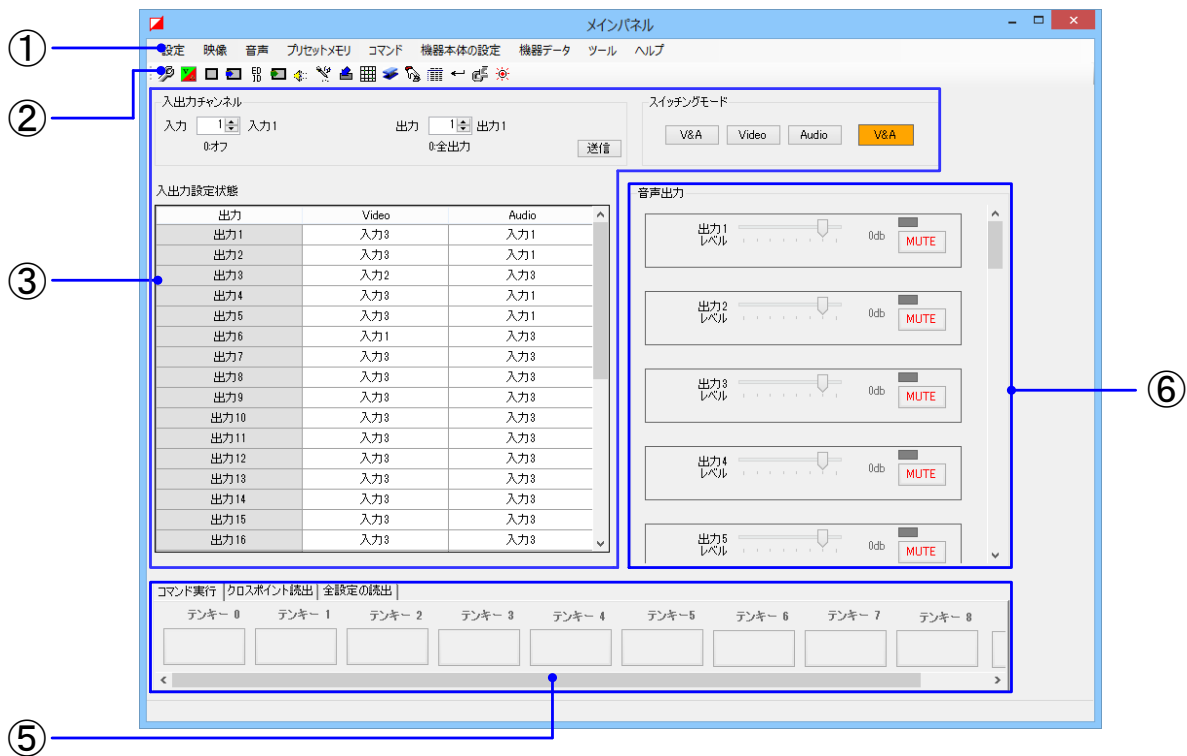 メインパネル
① 設定 映像 音声 プリセットメモリ コマンド 機器本体の設定 機器データ ツール ヘルプ
②
入出力チャンネル
入力 1 入力1 出力 1 出力1
0:オフ 0:全出力 送信
スイッチングモード
V&A Video Audio V&A
③
入出力設定状態
出力 Video Audio
出力1 入力3 入力1
出力2 入力3 入力1
出力3 入力2 入力3
出力4 入力3 入力1
出力5 入力3 入力1
出力6 入力1 入力3
出力7 入力3 入力3
出力8 入力3 入力3
出力9 入力3 入力3
出力10 入力3 入力3
出力11 入力3 入力3
出力12 入力3 入力3
出力13 入力3 入力3
出力14 入力3 入力3
出力15 入力3 入力3
出力16 入力3 入力3
音声出力
出力1
レベル 0db MUTE
出力2
レベル 0db MUTE
出力3
レベル 0db MUTE
出力4
レベル 0db MUTE
出力5
レベル 0db MUTE
⑥
コマンド実行 クロスポイント読出 全設定の読出
テンキー 0 テンキー 1 テンキー 2 テンキー 3 テンキー 4 テンキー5 テンキー 6 テンキー 7 テンキー 8
⑤